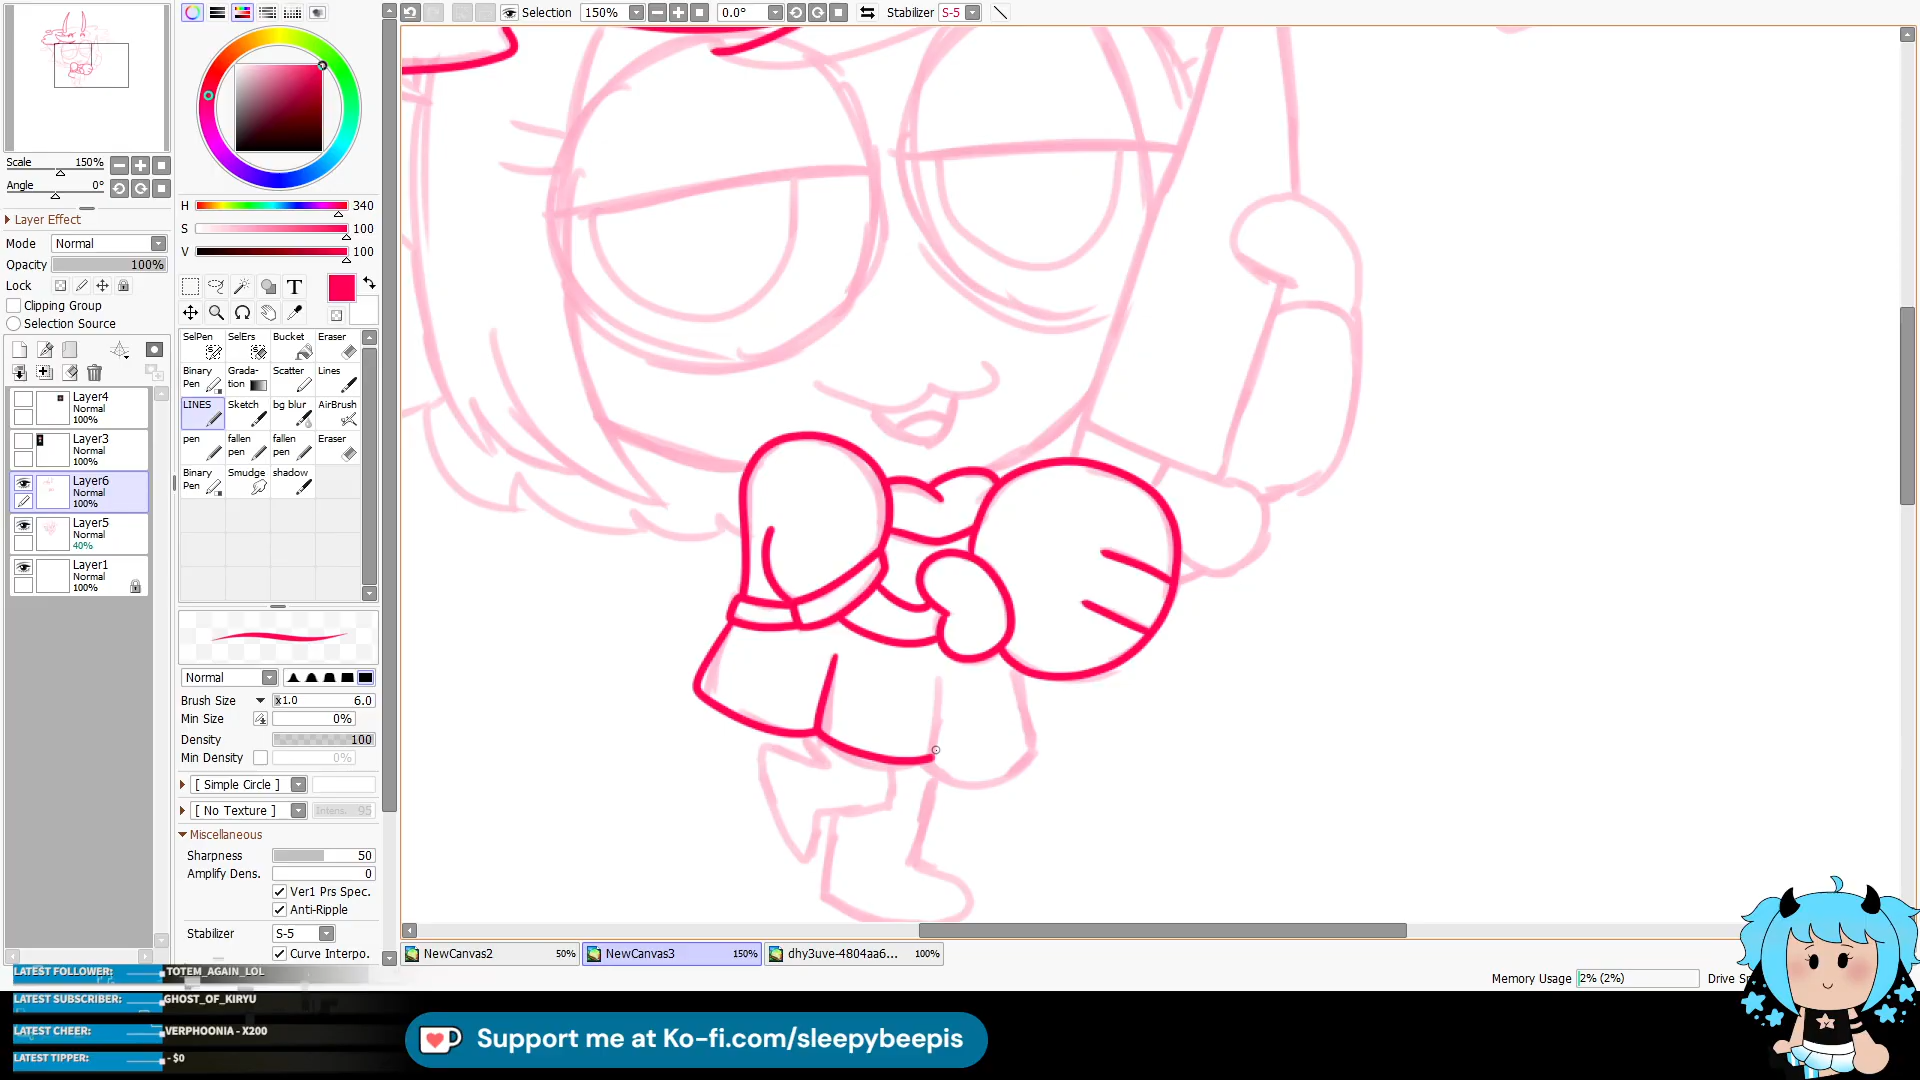 Selection 150% 0.0° Stabilizer S-5
Scale 150%
Angle 0°
Layer Effect
Mode Normal
Opacity 100%
Lock
Clipping Group
Selection Source
Layer4
Normal
100%
Layer3
Normal
100%
Layer6
Normal
100%
Layer5
Normal
40%
Layer1
Normal
100%
H 340
S 100
V 100
T
SelPen SelErs Bucket Eraser
Binary Pen Gradation Scatter Lines
LINES Sketch bg blur AirBrush
pen fallen pen fallen pen Eraser
Binary Pen Smudge shadow
Normal
Brush Size x1.0 6.0
Min Size 0%
Density 100
Min Density 0%
[ Simple Circle ]
[ No Texture ] Intens. 95
Miscellaneous
Sharpness 50
Amplify Dens. 0
Ver1 Prs Spec.
Anti-Ripple
Stabilizer S-5
Curve Interpo.
NewCanvas2 50% NewCanvas3 150% dhy3uve-4804aa6... 100%
Memory Usage 2% (2%)
LATEST FOLLOWER: TOTEM_AGAIN_LOL
LATEST SUBSCRIBER: GHOST_OF_KIRYU
LATEST CHEER: VERPHOONIA - X200
LATEST TIPPER: - $0
Support me at Ko-fi.com/sleepybeepis